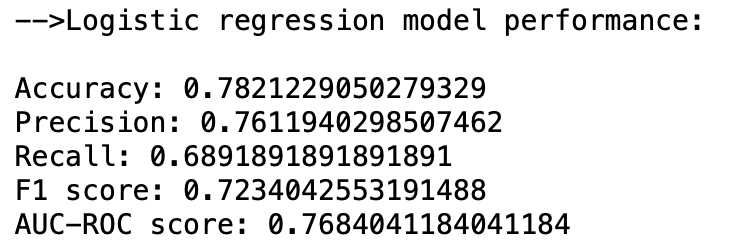 -->Logistic regression model performance:
Accuracy: 0.7821229050279329
Precision: 0.7611940298507462
Recall: 0.6891891891891891
F1 score: 0.7234042553191488
AUC-ROC score: 0.7684041184041184